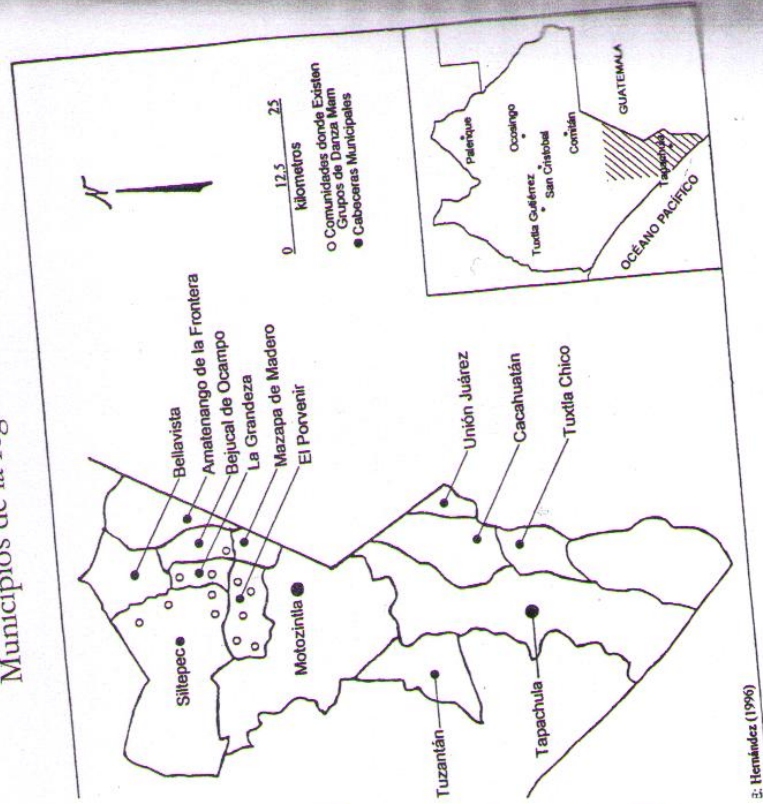 Municipios de la
N
0 12.5 25
kilometros
o Comunidades donde Existen
Grupos de Danza Mam
● Cabeceras Municipales
Bellavista
Amatenango de la Frontera
Bejucal de Ocampo
La Grandeza
Mazapa de Madero
El Porvenir
Siltepec
Motozintla
Unión Juárez
Cacahuatán
Tuxtla Chico
Tuzantán
Tapachula
Palenque
Ocosingo
Tuxtla Gutiérrez
San Cristobal
Comitán
GUATEMALA
Tapachula
OCÉANO PACÍFICO
Hernández (1996)